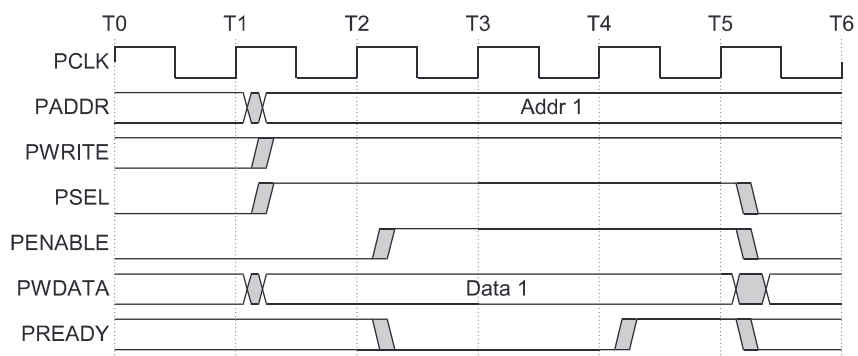 T0 T1 T2 T3 T4 T5 T6
PCLK
PADDR Addr 1
PWRITE
PSEL
PENABLE
PWDATA Data 1
PREADY